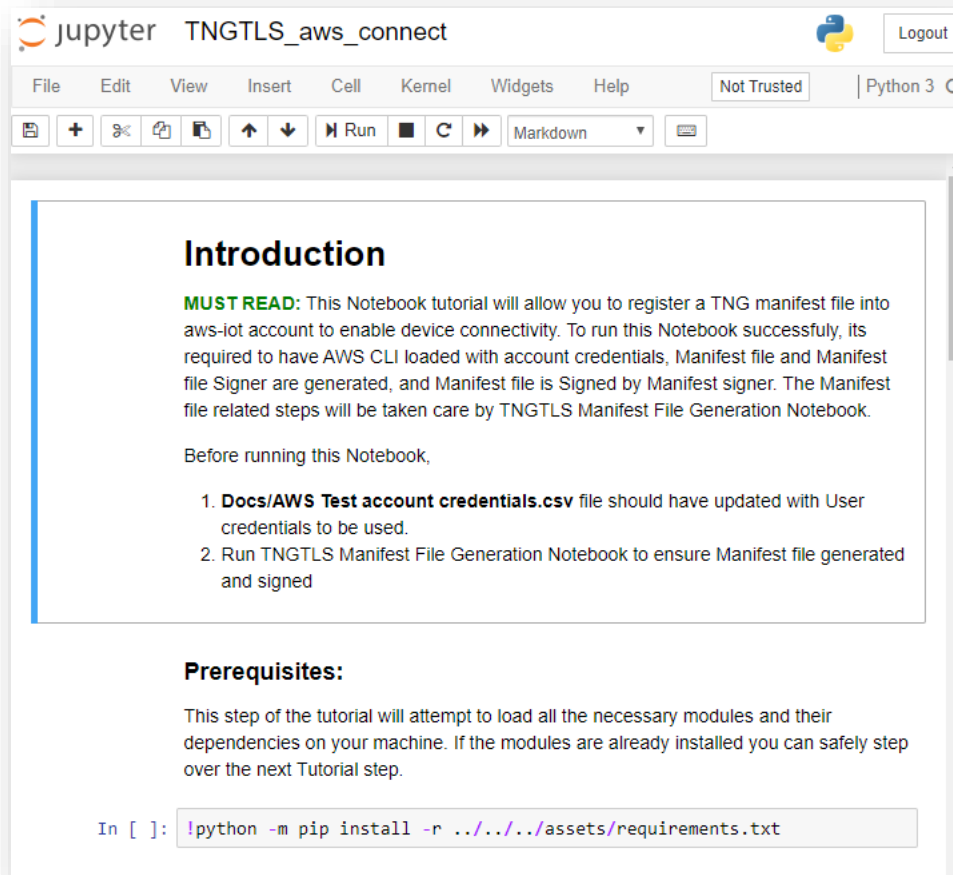 jupyter TNGTLS_aws_connect Logout
File Edit View Insert Cell Kernel Widgets Help Not Trusted Python 3
Run Markdown
Introduction
MUST READ: This Notebook tutorial will allow you to register a TNG manifest file into
aws-iot account to enable device connectivity. To run this Notebook successfuly, its
required to have AWS CLI loaded with account credentials, Manifest file and Manifest
file Signer are generated, and Manifest file is Signed by Manifest signer. The Manifest
file related steps will be taken care by TNGTLS Manifest File Generation Notebook.
Before running this Notebook,
1. Docs/AWS Test account credentials.csv file should have updated with User
credentials to be used.
2. Run TNGTLS Manifest File Generation Notebook to ensure Manifest file generated
and signed
Prerequisites:
This step of the tutorial will attempt to load all the necessary modules and their
dependencies on your machine. If the modules are already installed you can safely step
over the next Tutorial step.
In [ ]: !python -m pip install -r ../../../assets/requirements.txt